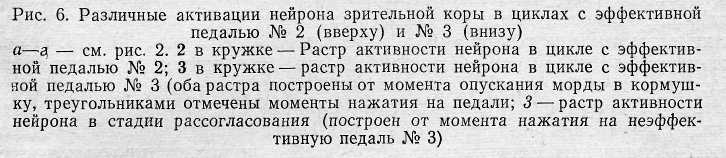 Рис. 6. Различные активации нейрона зрительной коры в циклах с эффективной
педалью № 2 (вверху) и № 3 (внизу)
а—а — см. рис. 2. 2 в кружке — Растр активности нейрона в цикле с эффектив-
ной педалью № 2; 3 в кружке — растр активности нейрона в цикле с эффектив-
ной педалью № 3 (оба растра построены от момента опускания морды в кормуш-
ку, треугольниками отмечены моменты нажатия на педали; 3 — растр активности
нейрона в стадии рассогласования (построен от момента нажатия на неэффек-
тивную педаль № 3)